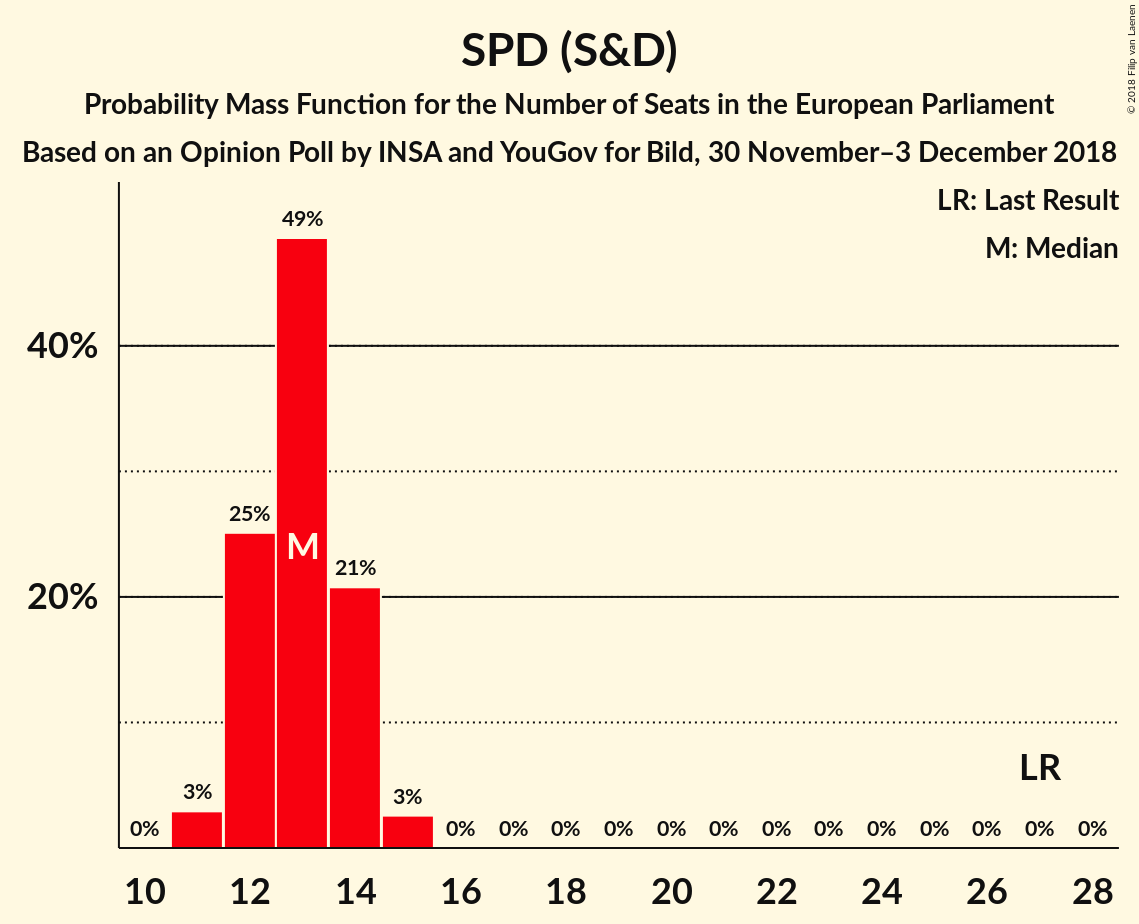 SPD (S&D)
Probability Mass Function for the Number of Seats in the European Parliament
Based on an Opinion Poll by INSA and YouGov for Bild, 30 November–3 December 2018
© 2018 Filip van Laenen
LR: Last Result
M: Median
49%
40%
25%
M
21%
20%
LR
3%
3%
0%
0% 0% 0% 0% 0% 0% 0% 0% 0% 0% 0% 0% 0%
10 12 14 16 18 20 22 24 26 28